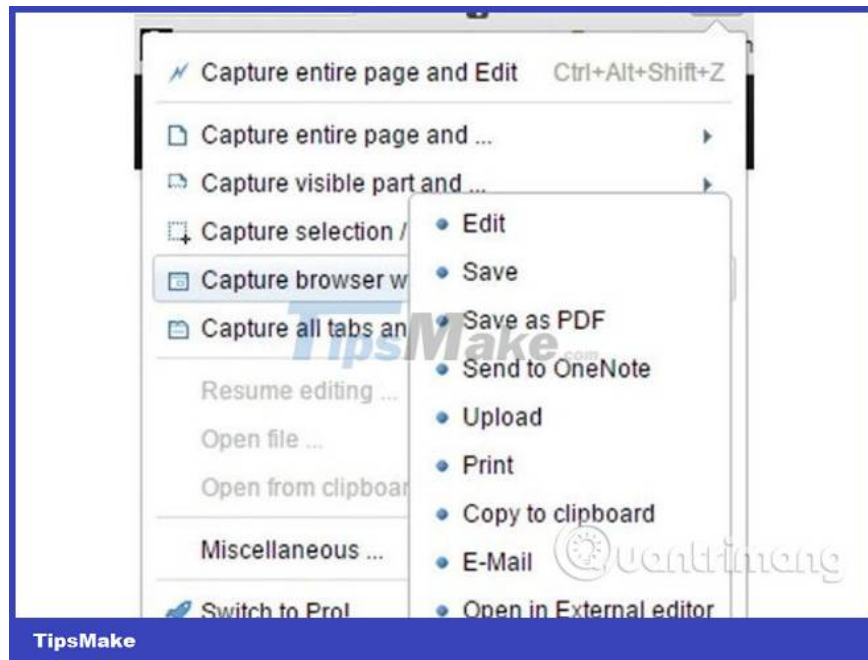 Capture entire page and Edit Ctrl+Alt+Shift+Z
Capture entire page and ...
Capture visible part and ...
Capture selection /
Capture browser w
Capture all tabs an
Resume editing ...
Open file ...
Open from clipboar
Miscellaneous ...
Switch to Pro!
Edit
Save
Save as PDF
Send to OneNote
Upload
Print
Copy to clipboard
E-Mail
Open in External editor
TipsMake.com
Quantrimang
TipsMake